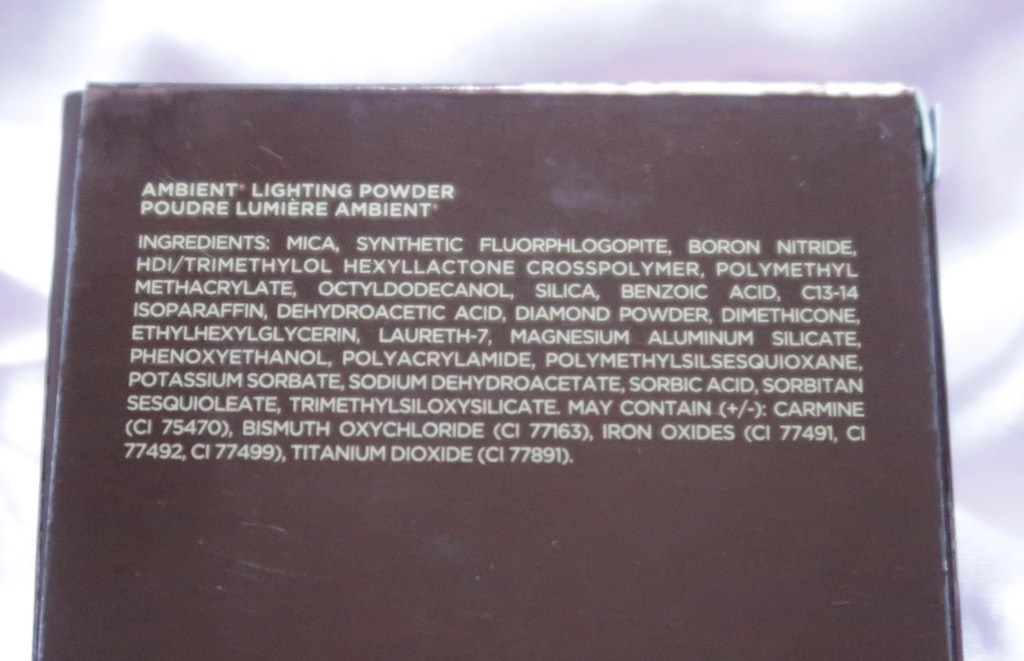 AMBIENT® LIGHTING POWDER
POUDRE LUMIÈRE AMBIENT®
INGREDIENTS: MICA, SYNTHETIC FLUORPHLOGOPITE, BORON NITRIDE,
HDI/TRIMETHYLOL HEXYLLACTONE CROSSPOLYMER, POLYMETHYL
METHACRYLATE, OCTYLDODECANOL, SILICA, BENZOIC ACID, C13-14
ISOPARAFFIN, DEHYDROACETIC ACID, DIAMOND POWDER, DIMETHICONE,
ETHYLHEXYLGLYCERIN, LAURETH-7, MAGNESIUM ALUMINUM SILICATE,
PHENOXYETHANOL, POLYACRYLAMIDE, POLYMETHYLSILSESQUIOXANE,
POTASSIUM SORBATE, SODIUM DEHYDROACETATE, SORBIC ACID, SORBITAN
SESQUIOLEATE, TRIMETHYLSILOXYSILICATE. MAY CONTAIN (+/-): CARMINE
(CI 75470), BISMUTH OXYCHLORIDE (CI 77163), IRON OXIDES (CI 77491, CI
77492, CI 77499), TITANIUM DIOXIDE (CI 77891).